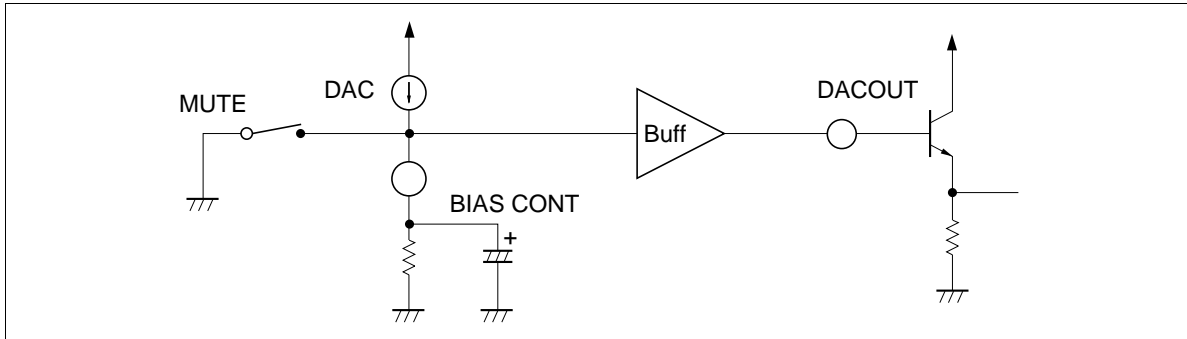 MUTE
DAC
Buff
DACOUT
BIAS CONT
+